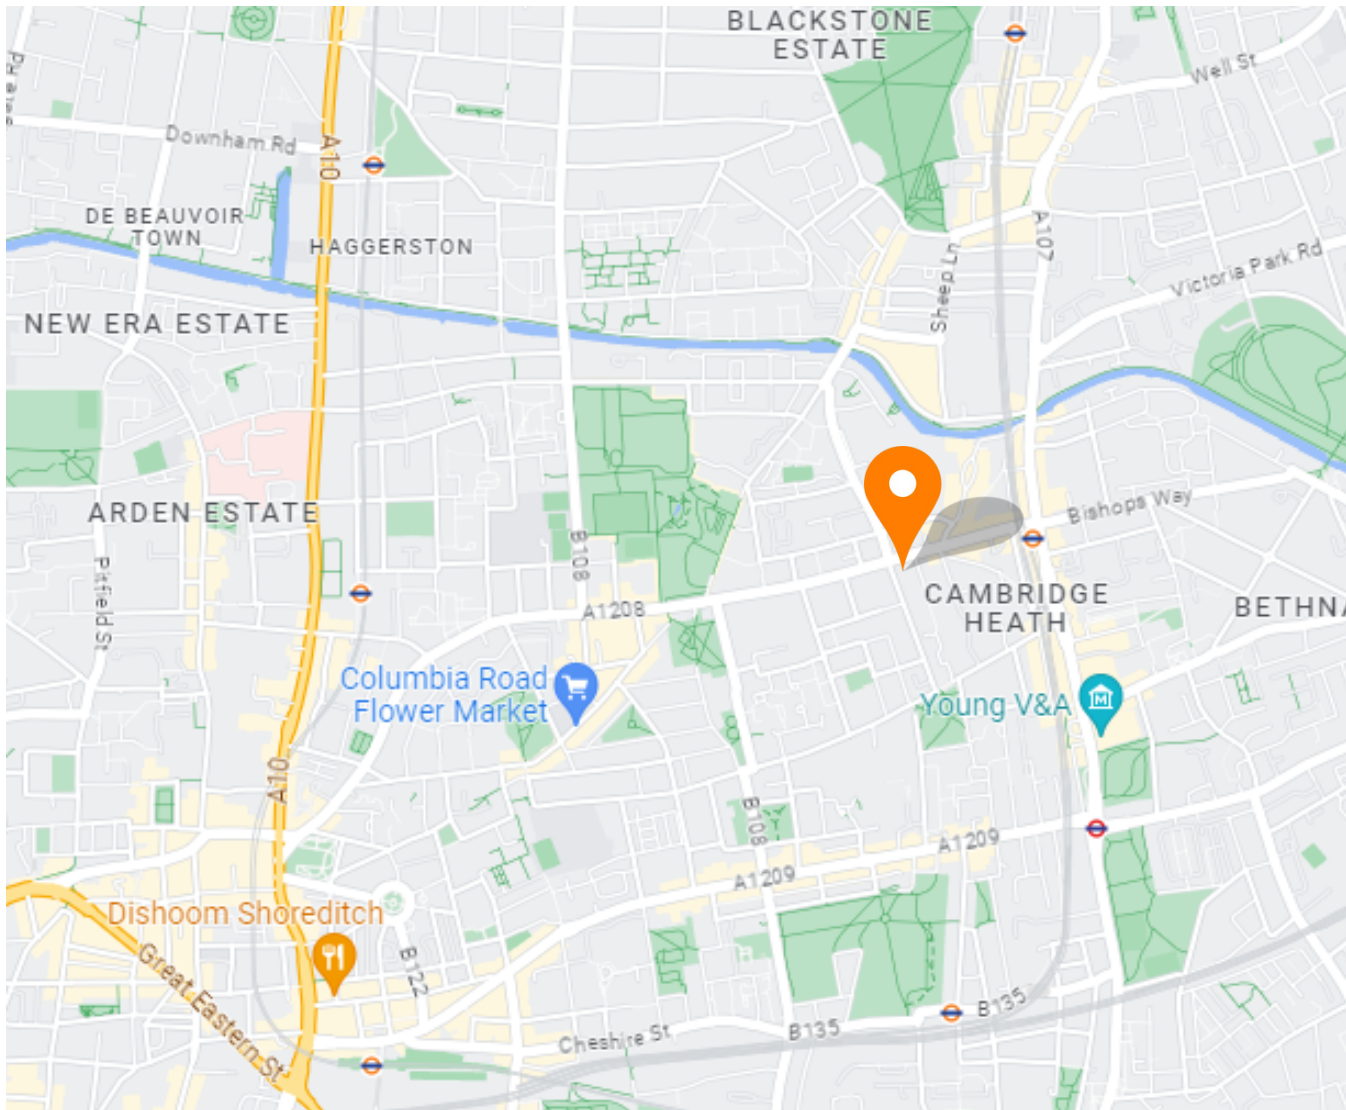 BLACKSTONE
ESTATE
Well St
Downham Rd
A10
A107
DE BEAUVOIR
TOWN
HAGGERSTON
Sheep Ln
Victoria Park Rd
NEW ERA ESTATE
ARDEN ESTATE
Bishops Way
B108
Pitfield St
A1208
CAMBRIDGE
HEATH
BETHNA
Columbia Road
Flower Market
Young V&A
M
A10
B108
A1209
A1209
Dishoom Shoreditch
B122
Great Eastern St
Cheshire St
B135
B135